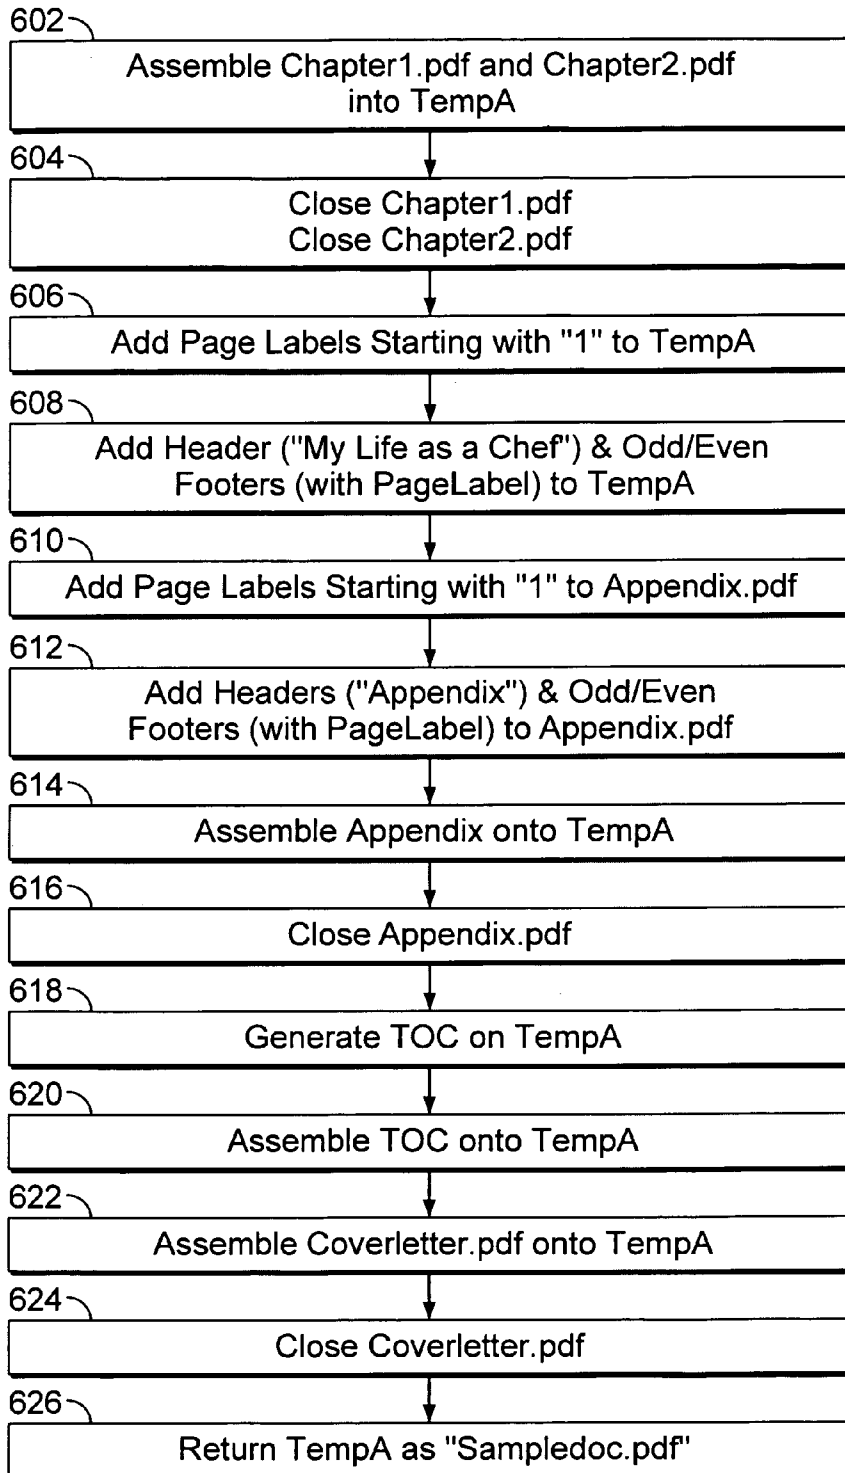 602
Assemble Chapter1.pdf and Chapter2.pdf
into TempA
604
Close Chapter1.pdf
Close Chapter2.pdf
606
Add Page Labels Starting with "1" to TempA
608
Add Header ("My Life as a Chef") & Odd/Even
Footers (with PageLabel) to TempA
610
Add Page Labels Starting with "1" to Appendix.pdf
612
Add Headers ("Appendix") & Odd/Even
Footers (with PageLabel) to Appendix.pdf
614
Assemble Appendix onto TempA
616
Close Appendix.pdf
618
Generate TOC on TempA
620
Assemble TOC onto TempA
622
Assemble Coverletter.pdf onto TempA
624
Close Coverletter.pdf
626
Return TempA as "Sampledoc.pdf"